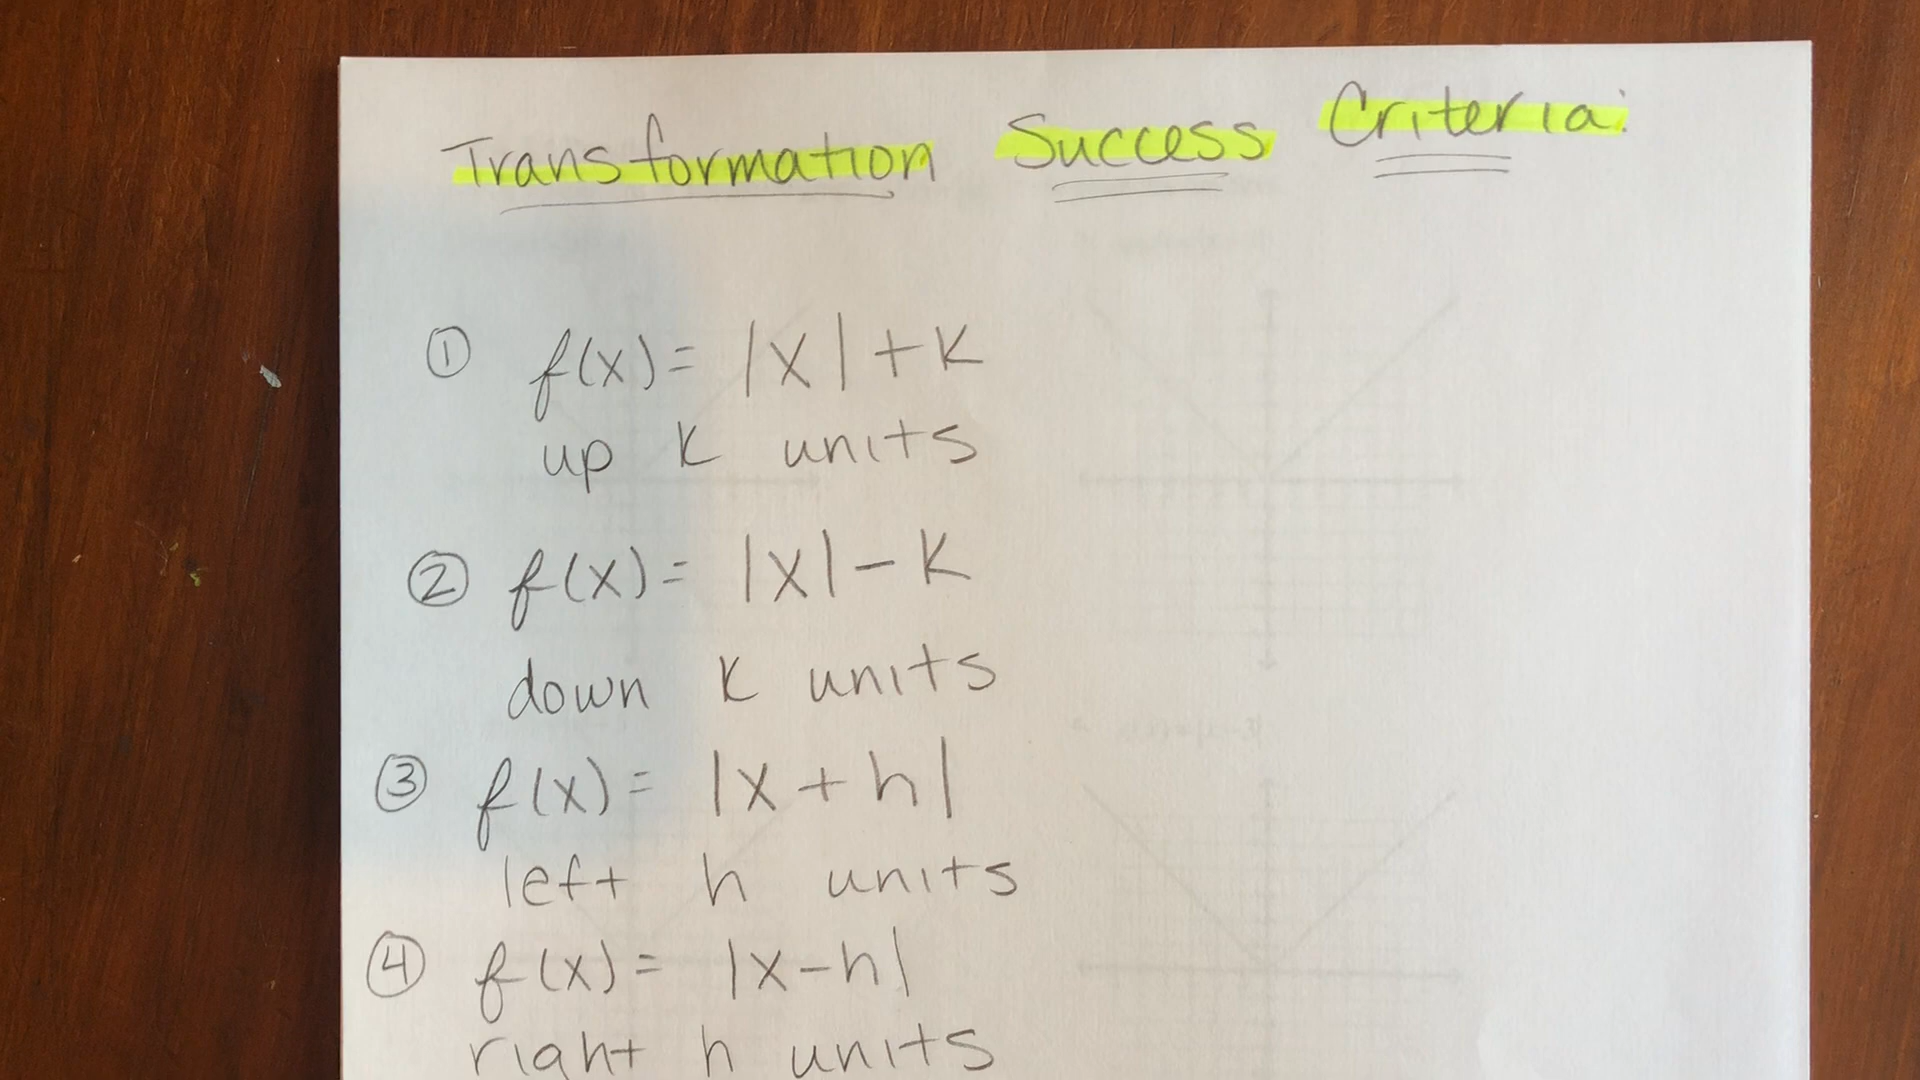 Transformation Success Criteria:
① f(x) = |x| + K
up K units
② f(x) = |x| - K
down K units
③ f(x) = |x + h|
left h units
④ f(x) = |x - h|
right h units